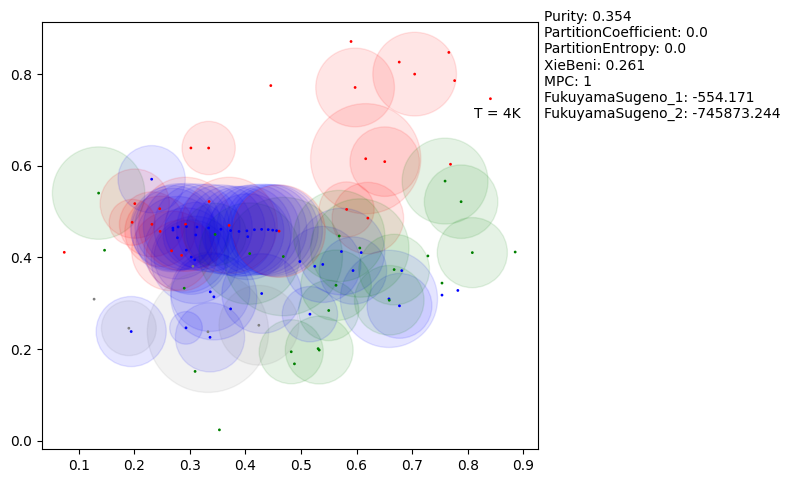 Purity: 0.354
PartitionCoefficient: 0.0
PartitionEntropy: 0.0
XieBeni: 0.261
MPC: 1
FukuyamaSugeno_1: -554.171
FukuyamaSugeno_2: -745873.244
T = 4K
0.8
0.6
0.4
0.2
0.0
0.1 0.2 0.3 0.4 0.5 0.6 0.7 0.8 0.9